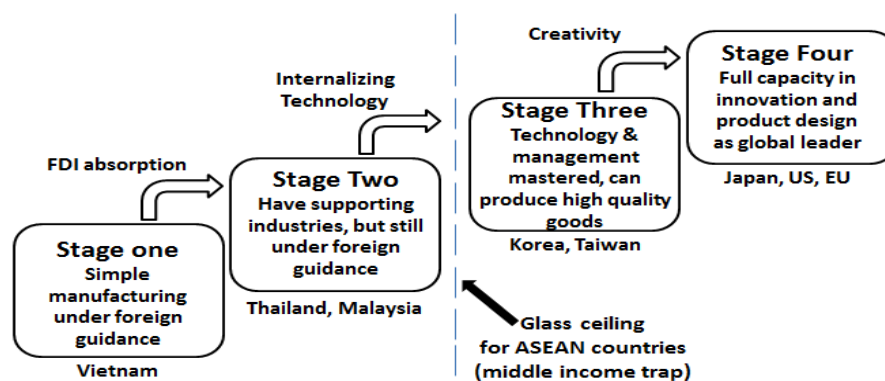 FDI absorption
Stage one
Simple
manufacturing
under foreign
guidance
Vietnam
Internalizing
Technology
Stage Two
Have supporting
industries, but still
under foreign
guidance
Thailand, Malaysia
Creativity
Stage Three
Technology &
management
mastered, can
produce high quality
goods
Korea, Taiwan
Stage Four
Full capacity in
innovation and
product design
as global leader
Japan, US, EU
Glass ceiling
for ASEAN countries
(middle income trap)